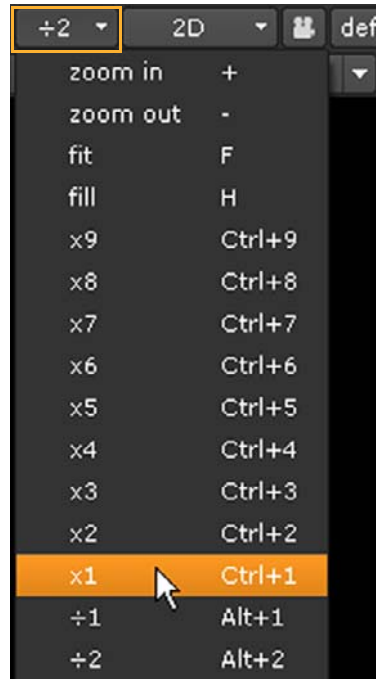 ÷2 2D def
zoom in +
zoom out -
fit F
fill H
x9 Ctrl+9
x8 Ctrl+8
x7 Ctrl+7
x6 Ctrl+6
x5 Ctrl+5
x4 Ctrl+4
x3 Ctrl+3
x2 Ctrl+2
x1 Ctrl+1
÷1 Alt+1
÷2 Alt+2